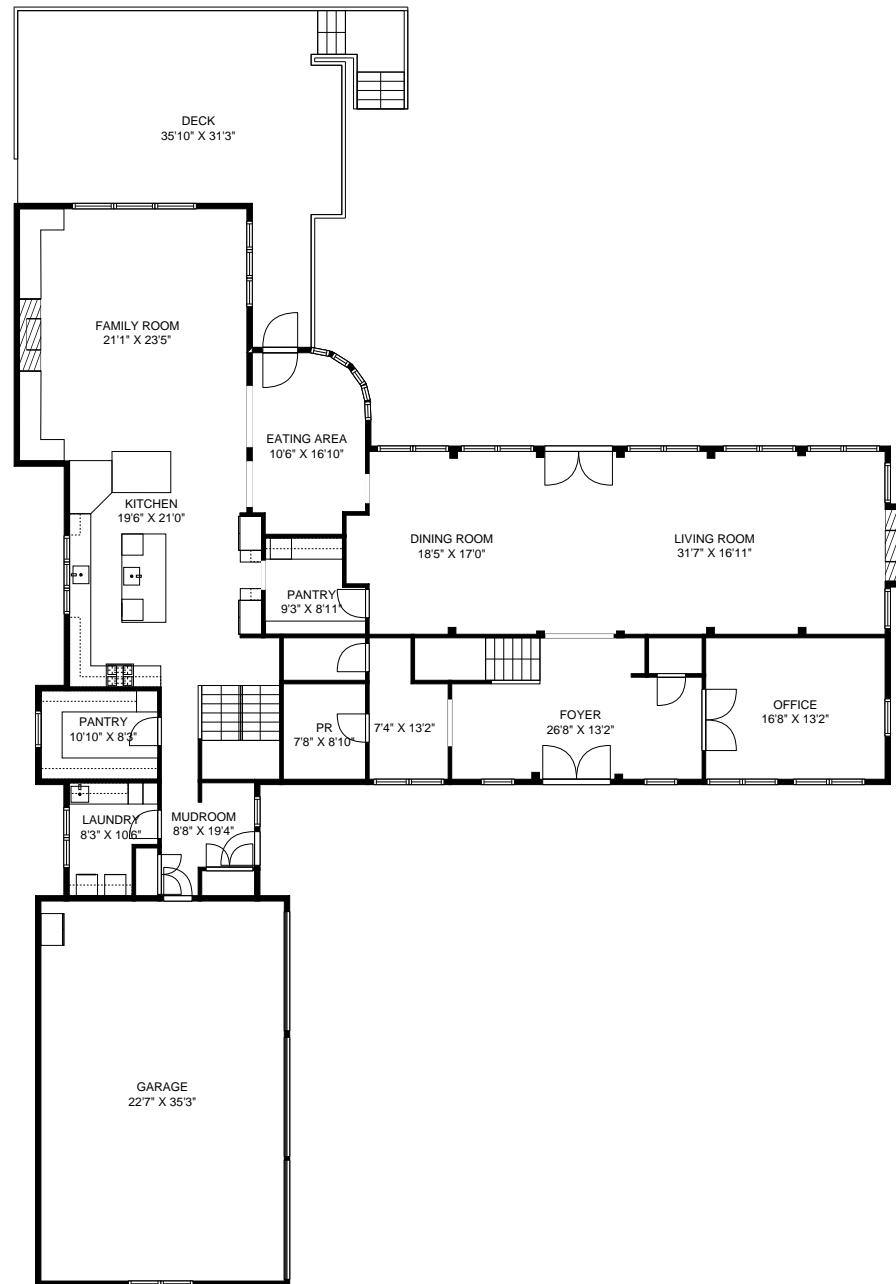 DECK
35'10" X 31'3"
FAMILY ROOM
21'1" X 23'5"
EATING AREA
10'6" X 16'10"
KITCHEN
19'6" X 21'0"
DINING ROOM
18'5" X 17'0"
LIVING ROOM
31'7" X 16'11"
PANTRY
9'3" X 8'11"
PANTRY
10'10" X 8'3"
PR
7'8" X 8'10"
7'4" X 13'2"
FOYER
26'8" X 13'2"
OFFICE
16'8" X 13'2"
LAUNDRY
8'3" X 10'6"
MUDROOM
8'8" X 19'4"
GARAGE
22'7" X 35'3"